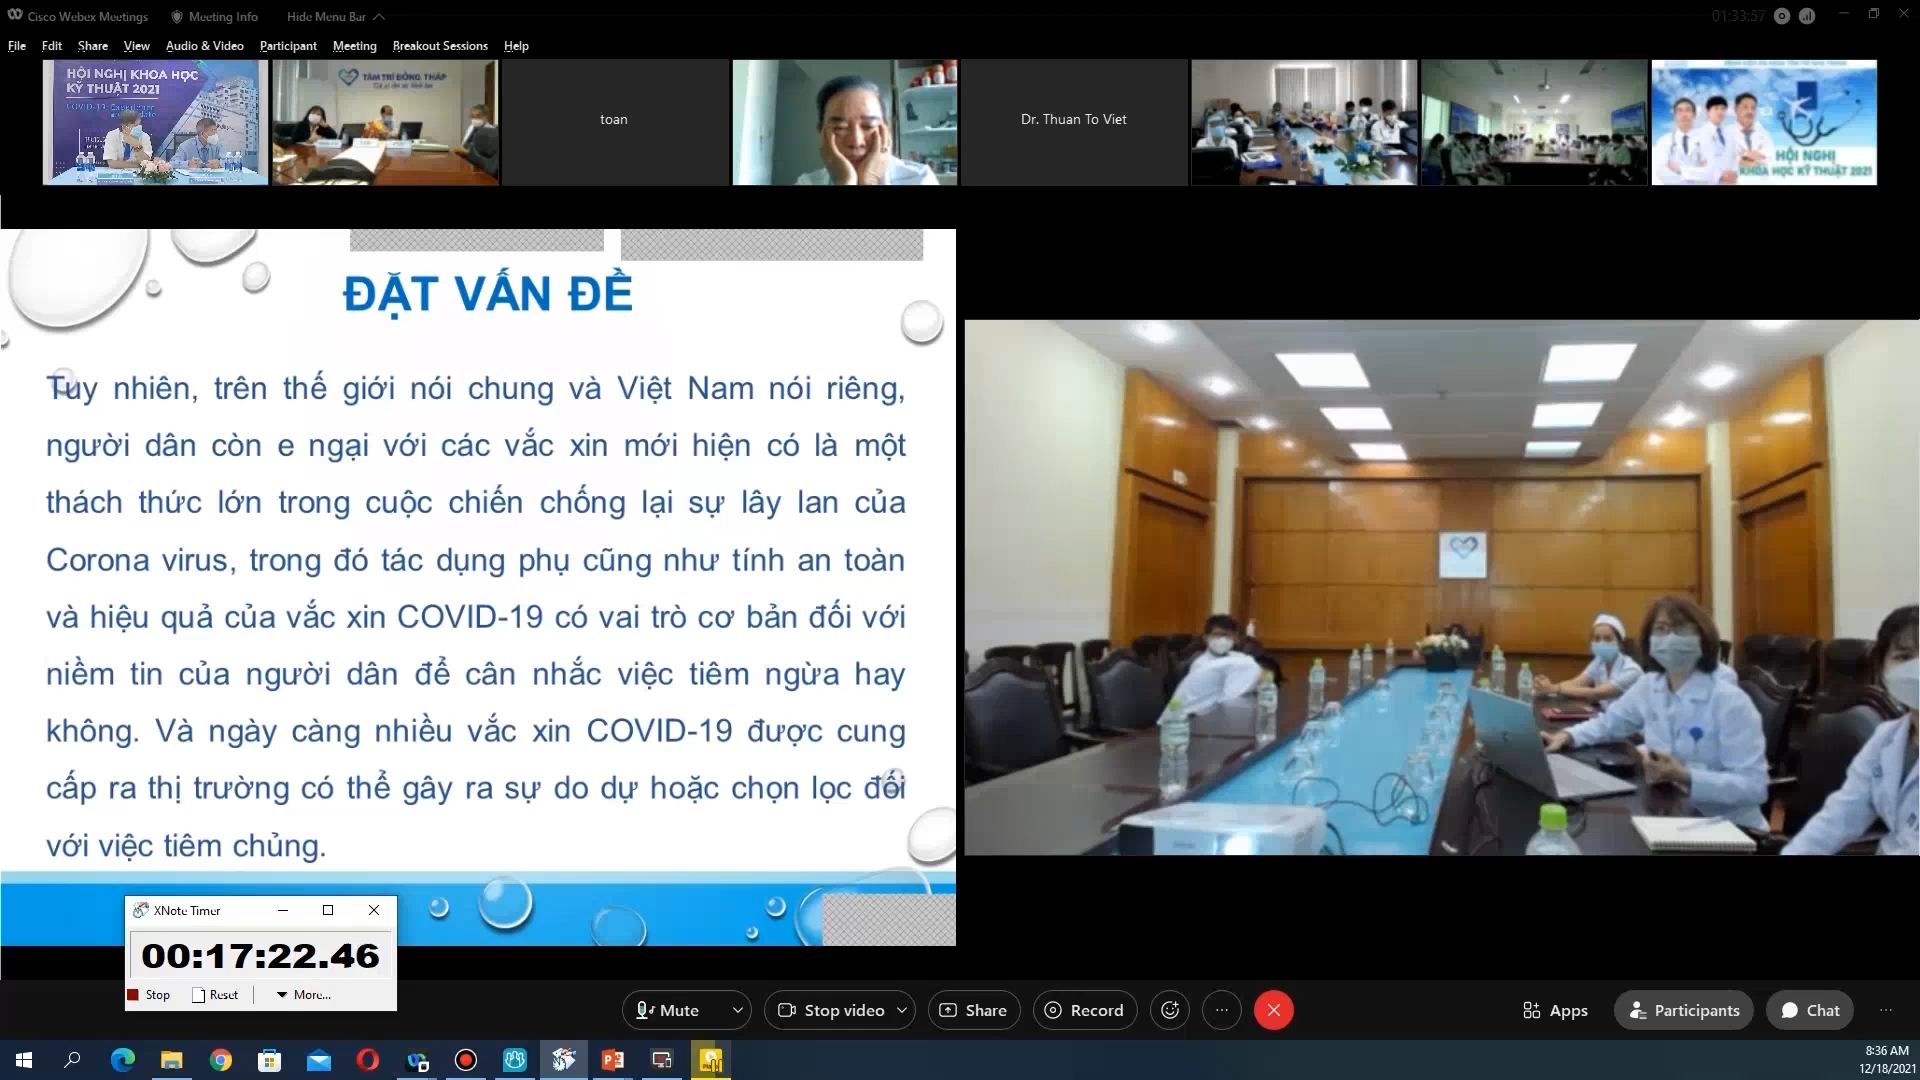 Cisco Webex Meetings
Meeting Info
Hide Menu Bar
01:33:57
File Edit Share View Audio & Video Participant Meeting Breakout Sessions Help
HỘI NGHỊ KHOA HỌC
KỸ THUẬT 2021
TÂM TRÍ ĐỒNG THÁP
toan
Dr. Thuan To Viet
HỘI NGHỊ
KHOA HỌC KỸ THUẬT 2021
ĐẶT VẤN ĐỀ
Tuy nhiên, trên thế giới nói chung và Việt Nam nói riêng,
người dân còn e ngại với các vắc xin mới hiện có là một
thách thức lớn trong cuộc chiến chống lại sự lây lan của
Corona virus, trong đó tác dụng phụ cũng như tính an toàn
và hiệu quả của vắc xin COVID-19 có vai trò cơ bản đối với
niềm tin của người dân để cân nhắc việc tiêm ngừa hay
không. Và ngày càng nhiều vắc xin COVID-19 được cung
cấp ra thị trường có thể gây ra sự do dự hoặc chọn lọc đối
với việc tiêm chủng.
XNote Timer
00:17:22.46
Stop Reset More...
Mute Stop video Share Record
Apps Participants Chat
8:36 AM
12/18/2021